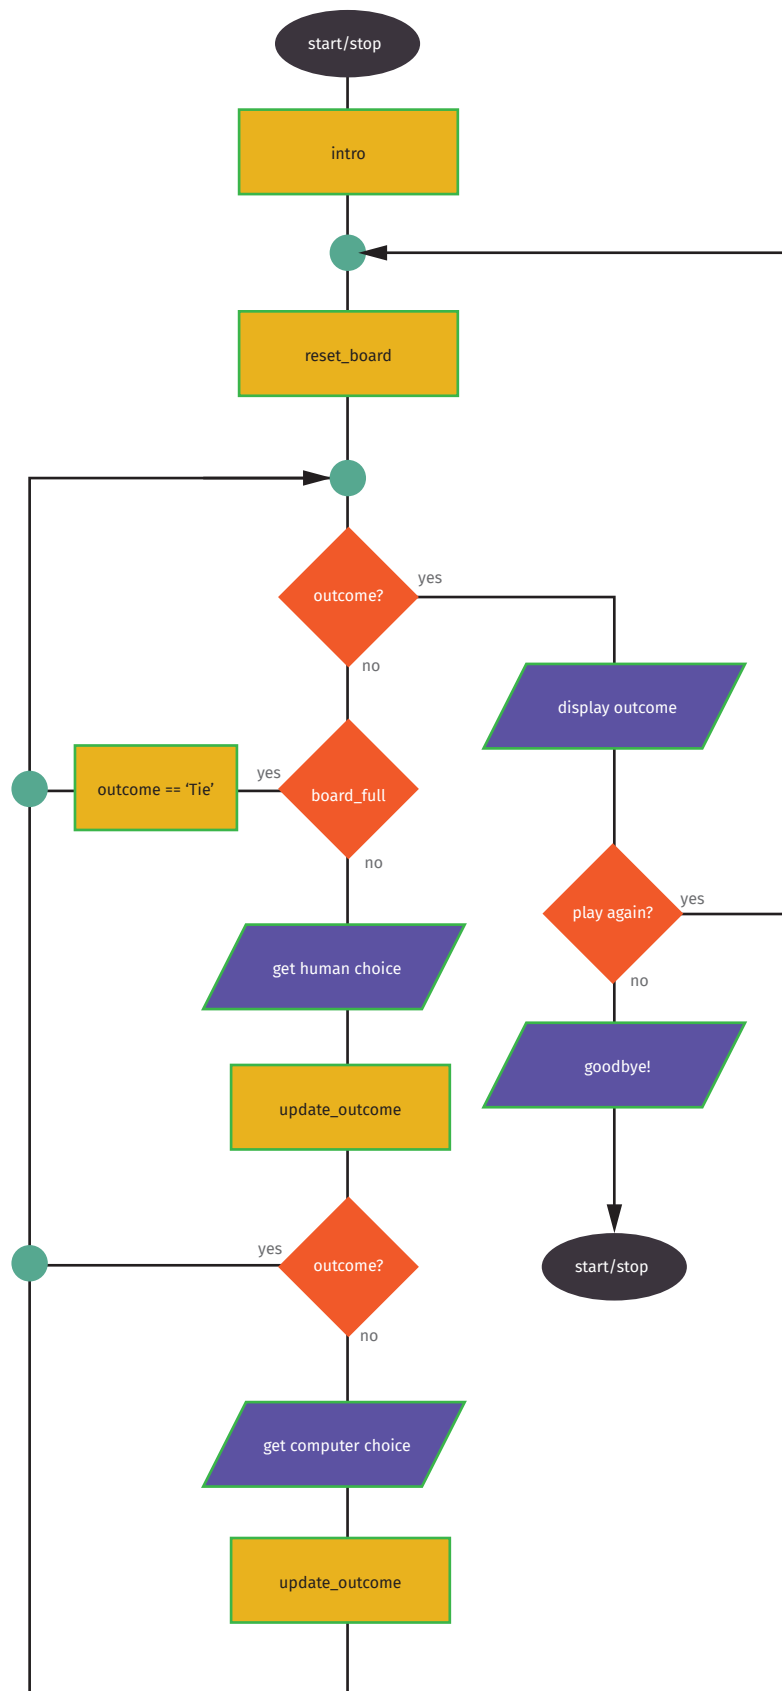 start/stop
intro
reset_board
outcome?
yes
no
display outcome
board_full
yes
outcome == ‘Tie’
no
play again?
yes
no
get human choice
goodbye!
update_outcome
outcome?
yes
no
start/stop
get computer choice
update_outcome